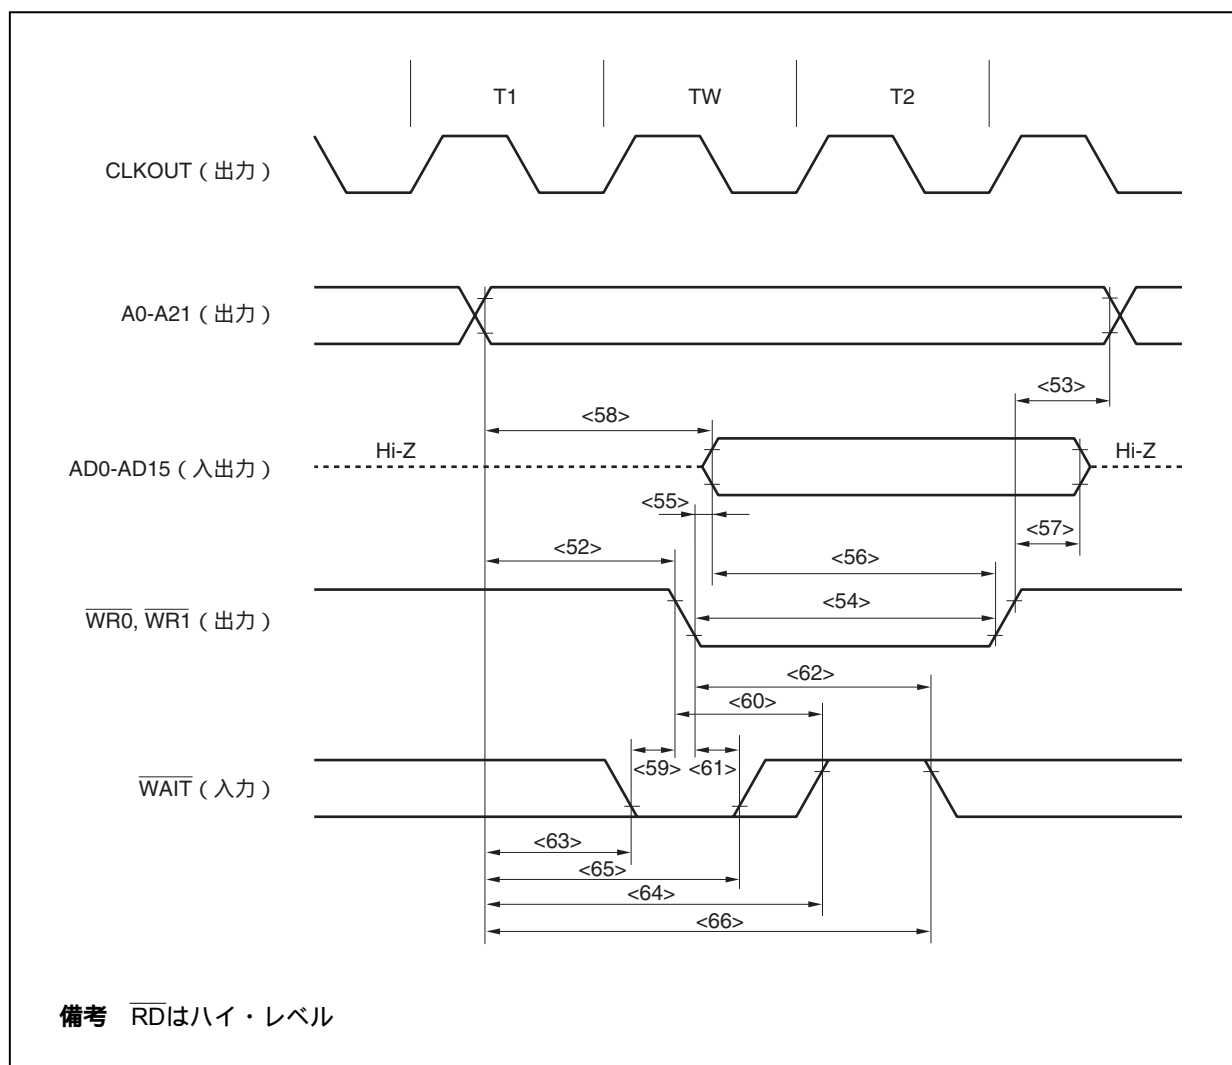 T1 TW T2
CLKOUT（出力）
A0-A21（出力）
<53>
<58>
Hi-Z Hi-Z
AD0-AD15（入出力）
<55>
<57>
<52>
<56>
<54>
WR0, WR1（出力）
<62>
<60>
<59> <61>
WAIT（入力）
<63>
<65>
<64>
<66>
備考 RDはハイ・レベル